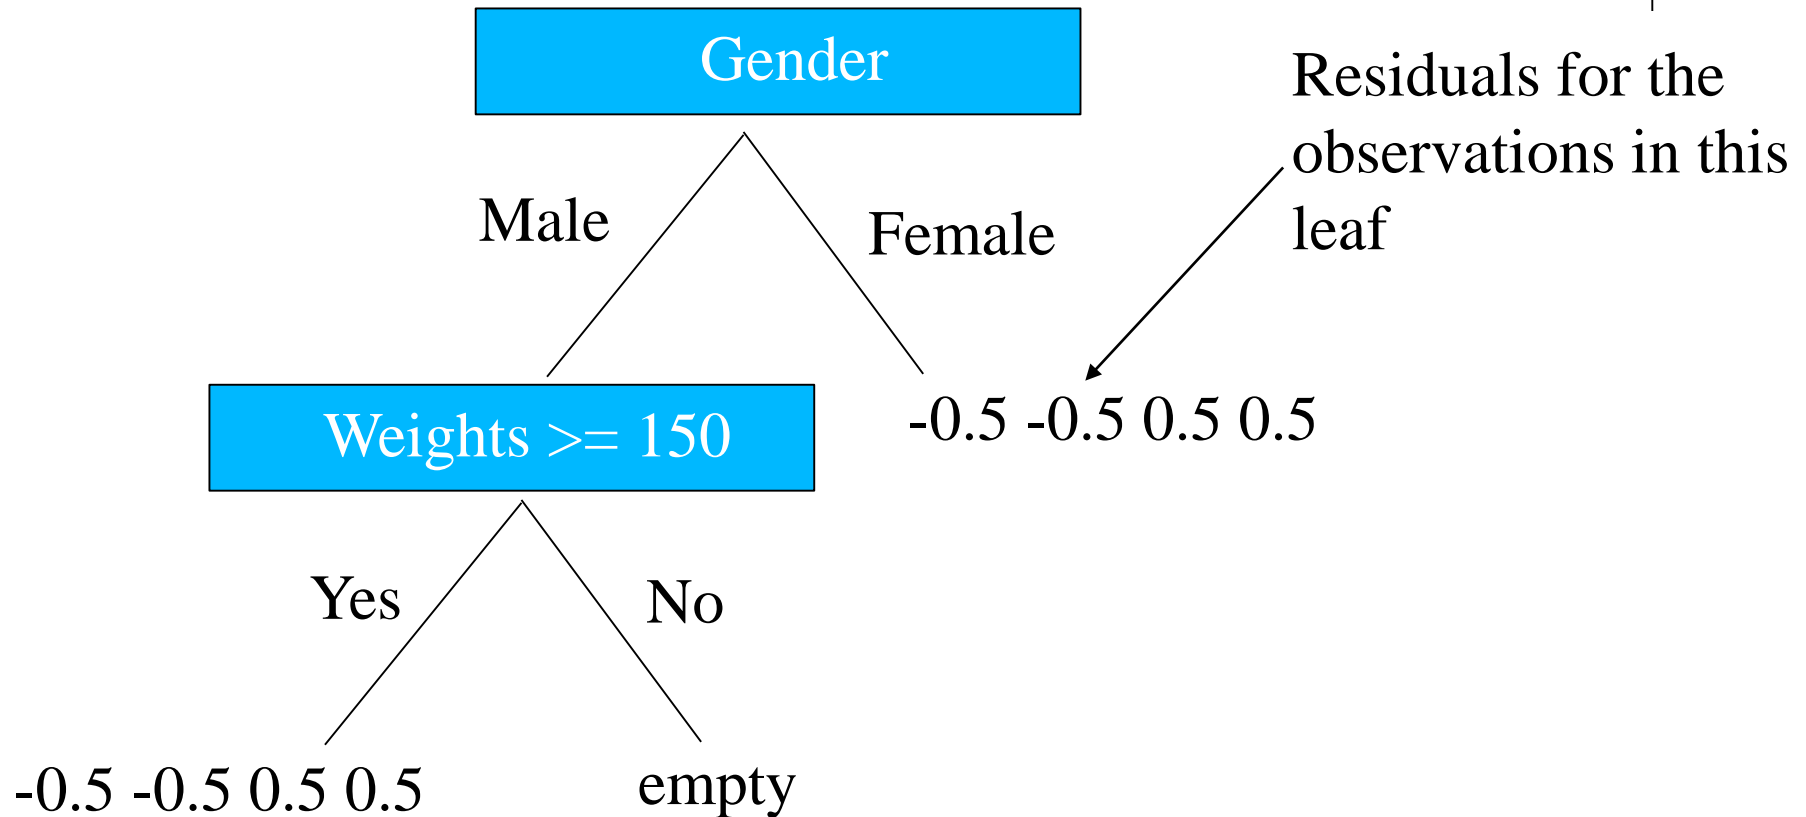 Gender
Residuals for the
observations in this
leaf
Male
Female
Weights >= 150
-0.5 -0.5 0.5 0.5
Yes
No
-0.5 -0.5 0.5 0.5
empty